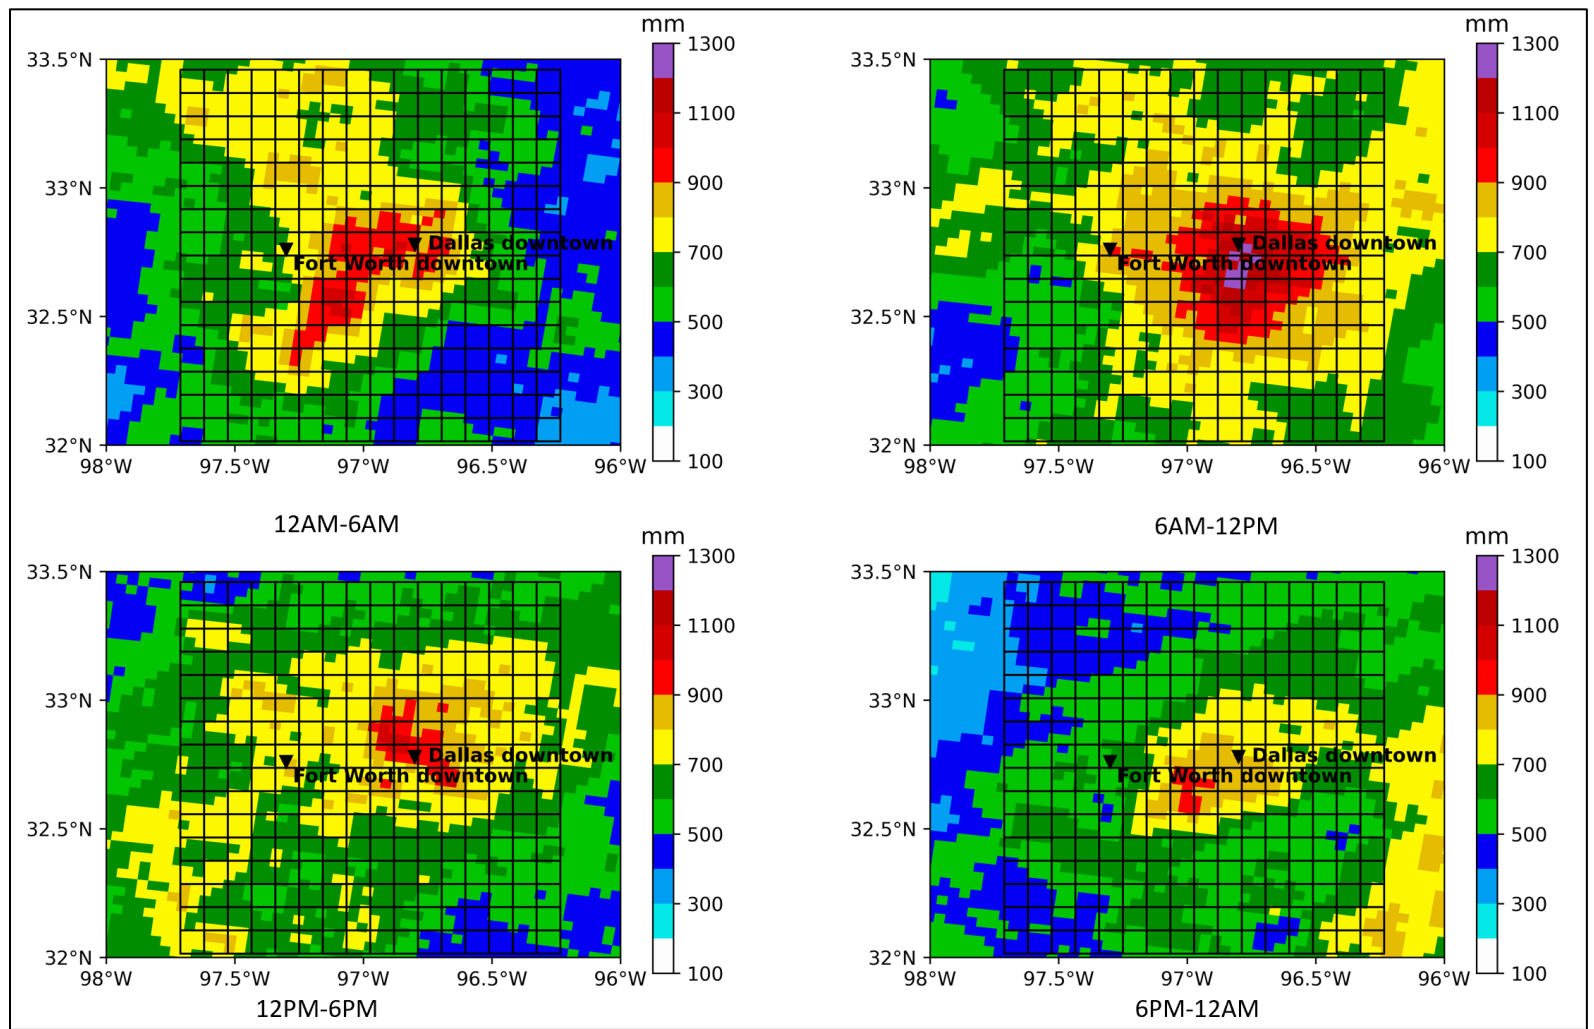 mm
33.5°N
33°N
32.5°N
32°N
98°W 97.5°W 97°W 96.5°W 96°W
Dallas downtown
Fort Worth downtown
1300
1100
900
700
500
300
100
12AM-6AM
mm
33.5°N
33°N
32.5°N
32°N
98°W 97.5°W 97°W 96.5°W 96°W
Dallas downtown
Fort Worth downtown
1300
1100
900
700
500
300
100
6AM-12PM
mm
33.5°N
33°N
32.5°N
32°N
98°W 97.5°W 97°W 96.5°W 96°W
Dallas downtown
Fort Worth downtown
1300
1100
900
700
500
300
100
12PM-6PM
mm
33.5°N
33°N
32.5°N
32°N
98°W 97.5°W 97°W 96.5°W 96°W
Dallas downtown
Fort Worth downtown
1300
1100
900
700
500
300
100
6PM-12AM